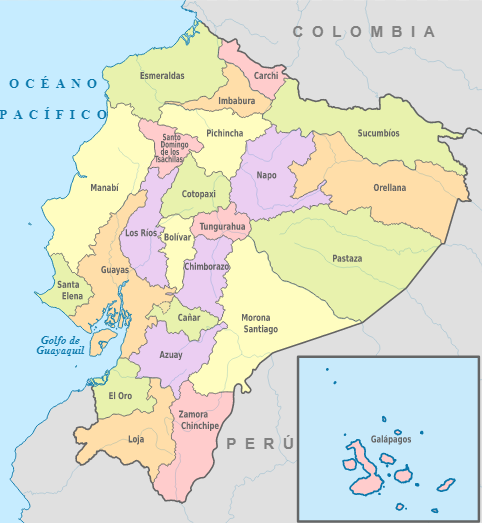 COLOMBIA
OCÉANO
PACÍFICO
Esmeraldas
Carchi
Imbabura
Sucumbíos
Santo
Domingo
de los
Tsáchilas
Pichincha
Manabí
Napo
Orellana
Cotopaxi
Los Ríos
Bolívar
Tungurahua
Pastaza
Guayas
Chimborazo
Santa
Elena
Cañar
Morona
Santiago
Golfo de
Guayaquil
Azuay
El Oro
Zamora
Chinchipe
Loja
PERÚ
Galápagos